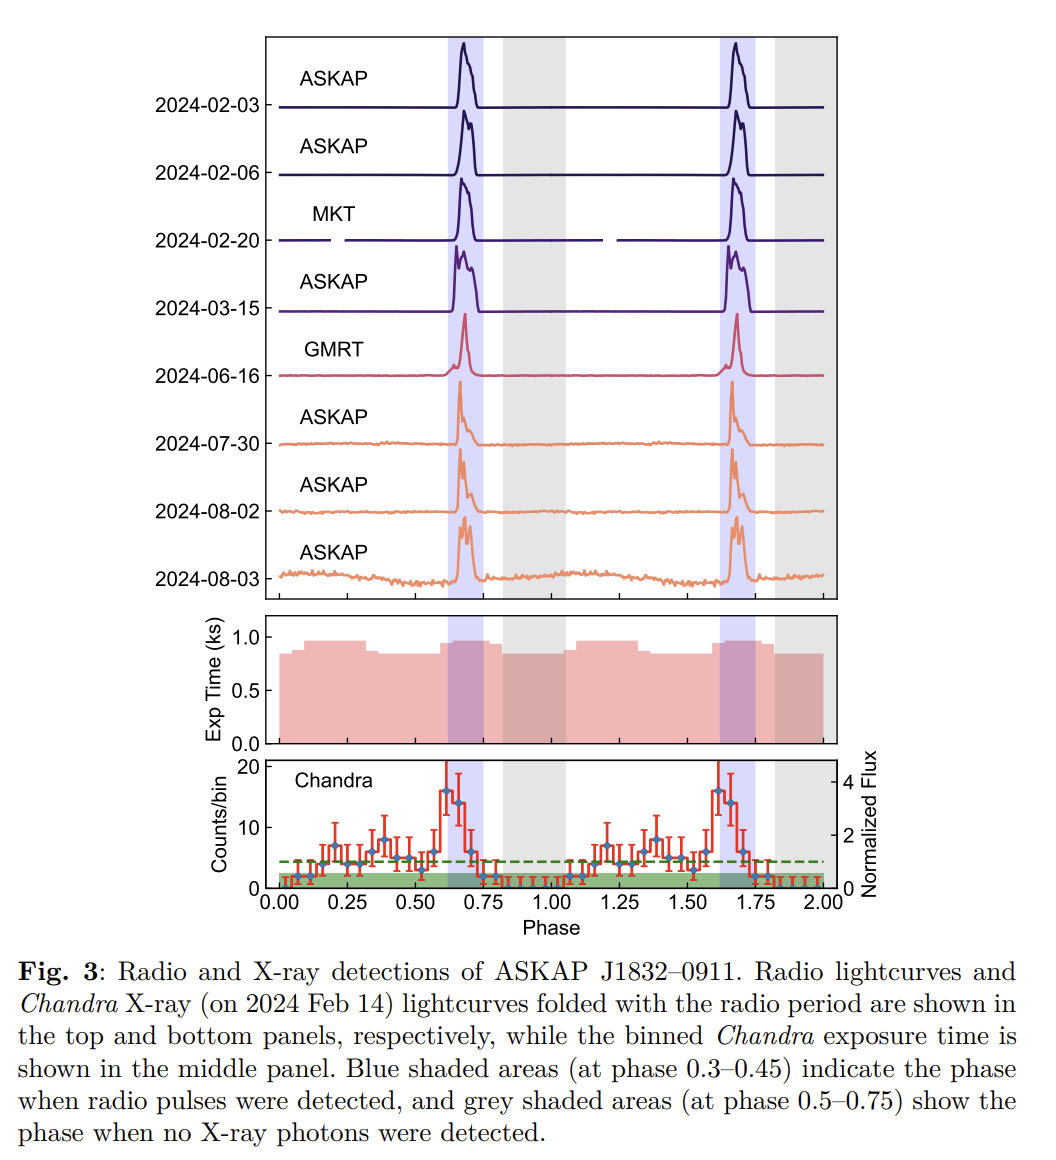 ASKAP
2024-02-03
ASKAP
2024-02-06
MKT
2024-02-20
ASKAP
2024-03-15
GMRT
2024-06-16
ASKAP
2024-07-30
ASKAP
2024-08-02
ASKAP
2024-08-03
Exp Time (ks)
1.0
0.5
0.0
Counts/bin
20
10
0
Chandra
4
2
0
Normalized Flux
0.00 0.25 0.50 0.75 1.00 1.25 1.50 1.75 2.00
Phase
Fig. 3: Radio and X-ray detections of ASKAP J1832–0911. Radio lightcurves and
Chandra X-ray (on 2024 Feb 14) lightcurves folded with the radio period are shown in
the top and bottom panels, respectively, while the binned Chandra exposure time is
shown in the middle panel. Blue shaded areas (at phase 0.3–0.45) indicate the phase
when radio pulses were detected, and grey shaded areas (at phase 0.5–0.75) show the
phase when no X-ray photons were detected.